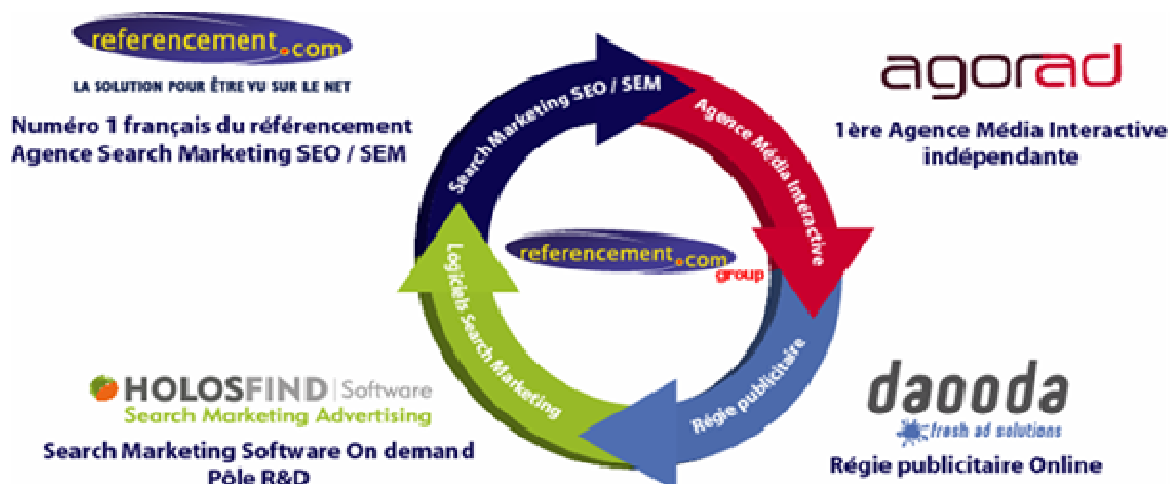 referencement.com
LA SOLUTION POUR ÊTRE VU SUR LE NET
Numéro 1 français du référencement
Agence Search Marketing SEO / SEM
agorad
1ère Agence Média Interactive
indépendante
Search Marketing SEO / SEM
Agence Média Intéractive
Régie publicitaire
Logiciels Search Marketing
referencement.com
group
HOLOSFIND | Software
Search Marketing Advertising
Search Marketing Software On demand
Pôle R&D
daooda
fresh ad solutions
Régie publicitaire Online